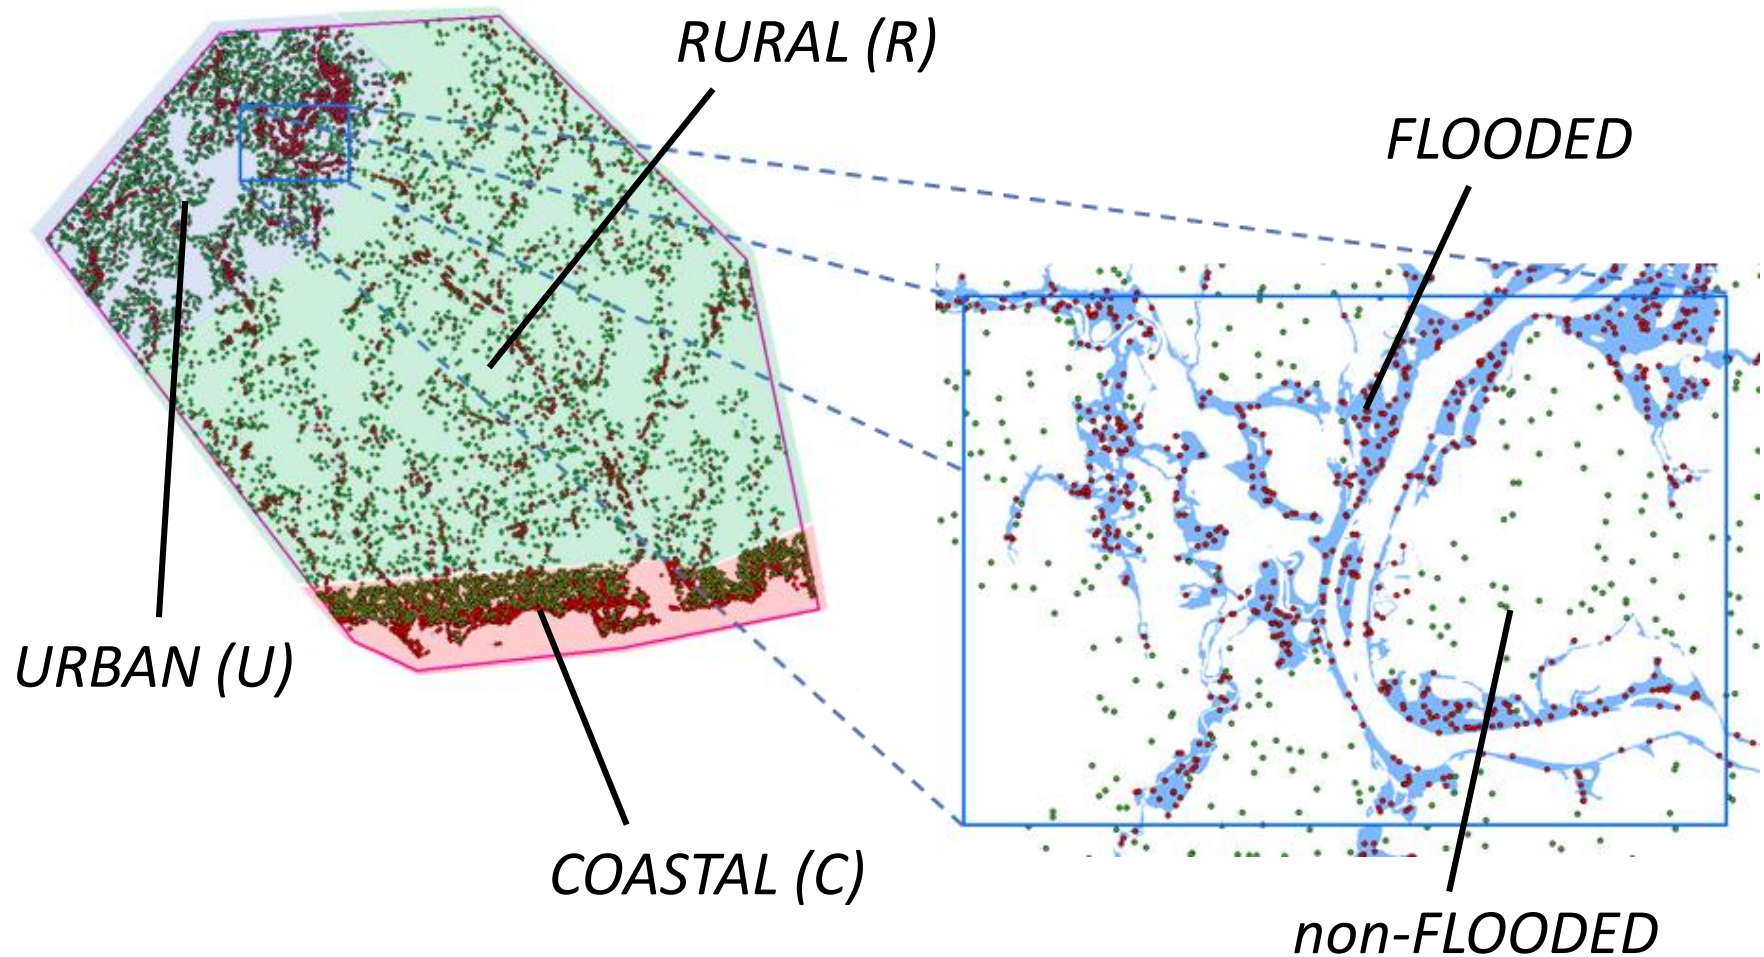 RURAL (R)
FLOODED
URBAN (U)
COASTAL (C)
non-FLOODED